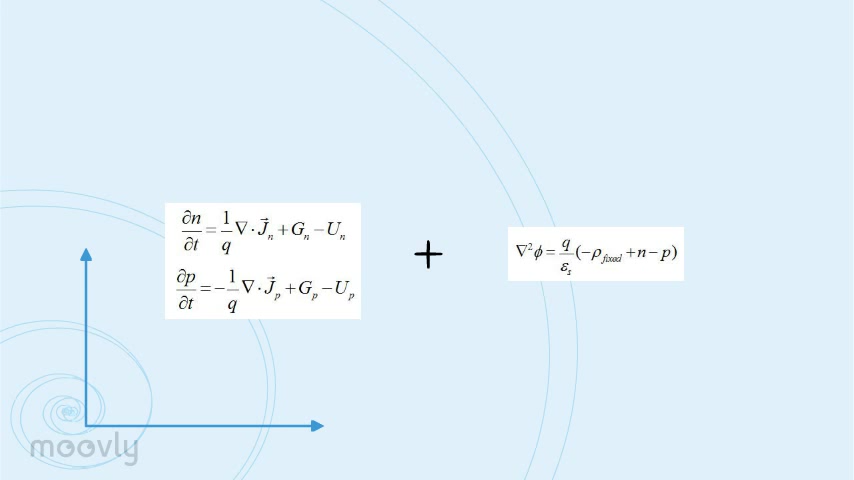 ∂n/∂t = 1/q ∇·J⃗ₙ + Gₙ − Uₙ
∂p/∂t = −1/q ∇·J⃗ₚ + Gₚ − Uₚ
+
∇²ϕ = q/εₛ (−ρ_fixed + n − p)
moovly